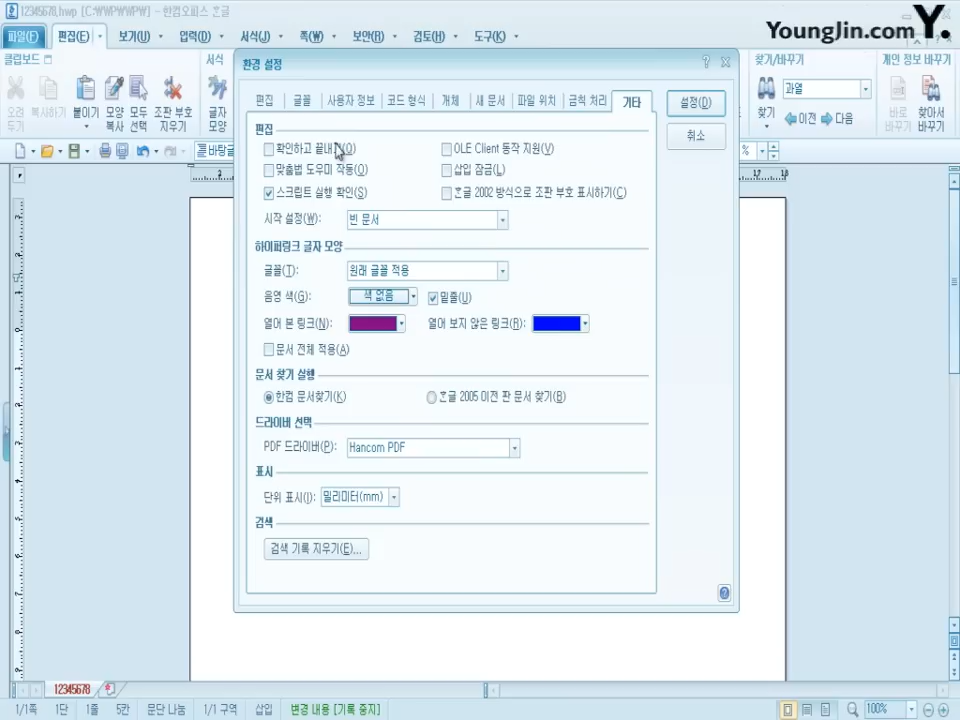 12345678.hwp [C:\WP\WP\] - 한컴오피스 한글
YoungJin.com Y.
파일(F) 편집(E) 보기(U) 입력(D) 서식(J) 쪽(W) 보안(B) 검토(H) 도구(K)
클립보드 서식 찾기/바꾸기 개인 정보 바꾸기
오려 두기 복사하기 붙이기 모양 복사 모두 선택 조판 부호 지우기 글자 모양
찾기 과열 이전 다음 바로 바꾸기 찾아서 바꾸기
바탕글 %
환경 설정
편집 글꼴 사용자 정보 코드 형식 개체 새 문서 파일 위치 금칙 처리 기타
설정(D)
취소
편집
확인하고 끝내
OLE Client 동작 지원(V)
맞춤법 도우미 작동(Q)
삽입 잠금(L)
스크립트 실행 확인(S)
한글 2002 방식으로 조판 부호 표시하기(C)
시작 설정(W): 빈 문서
하이퍼링크 글자 모양
글꼴(T): 원래 글꼴 적용
음영 색(G): 색 없음 밑줄(U)
열어 본 링크(N): 열어 보지 않은 링크(R):
문서 전체 적용(A)
문서 찾기 실행
한컴 문서찾기(K) 한글 2005 이전 판 문서 찾기(B)
드라이버 선택
PDF 드라이버(P): Hancom PDF
표시
단위 표시(I): 밀리미터(mm)
검색
검색 기록 지우기(E)...
12345678
1/1쪽 1단 1줄 5칸 문단 나눔 1/1 구역 삽입 변경 내용 [기록 중지] 100%